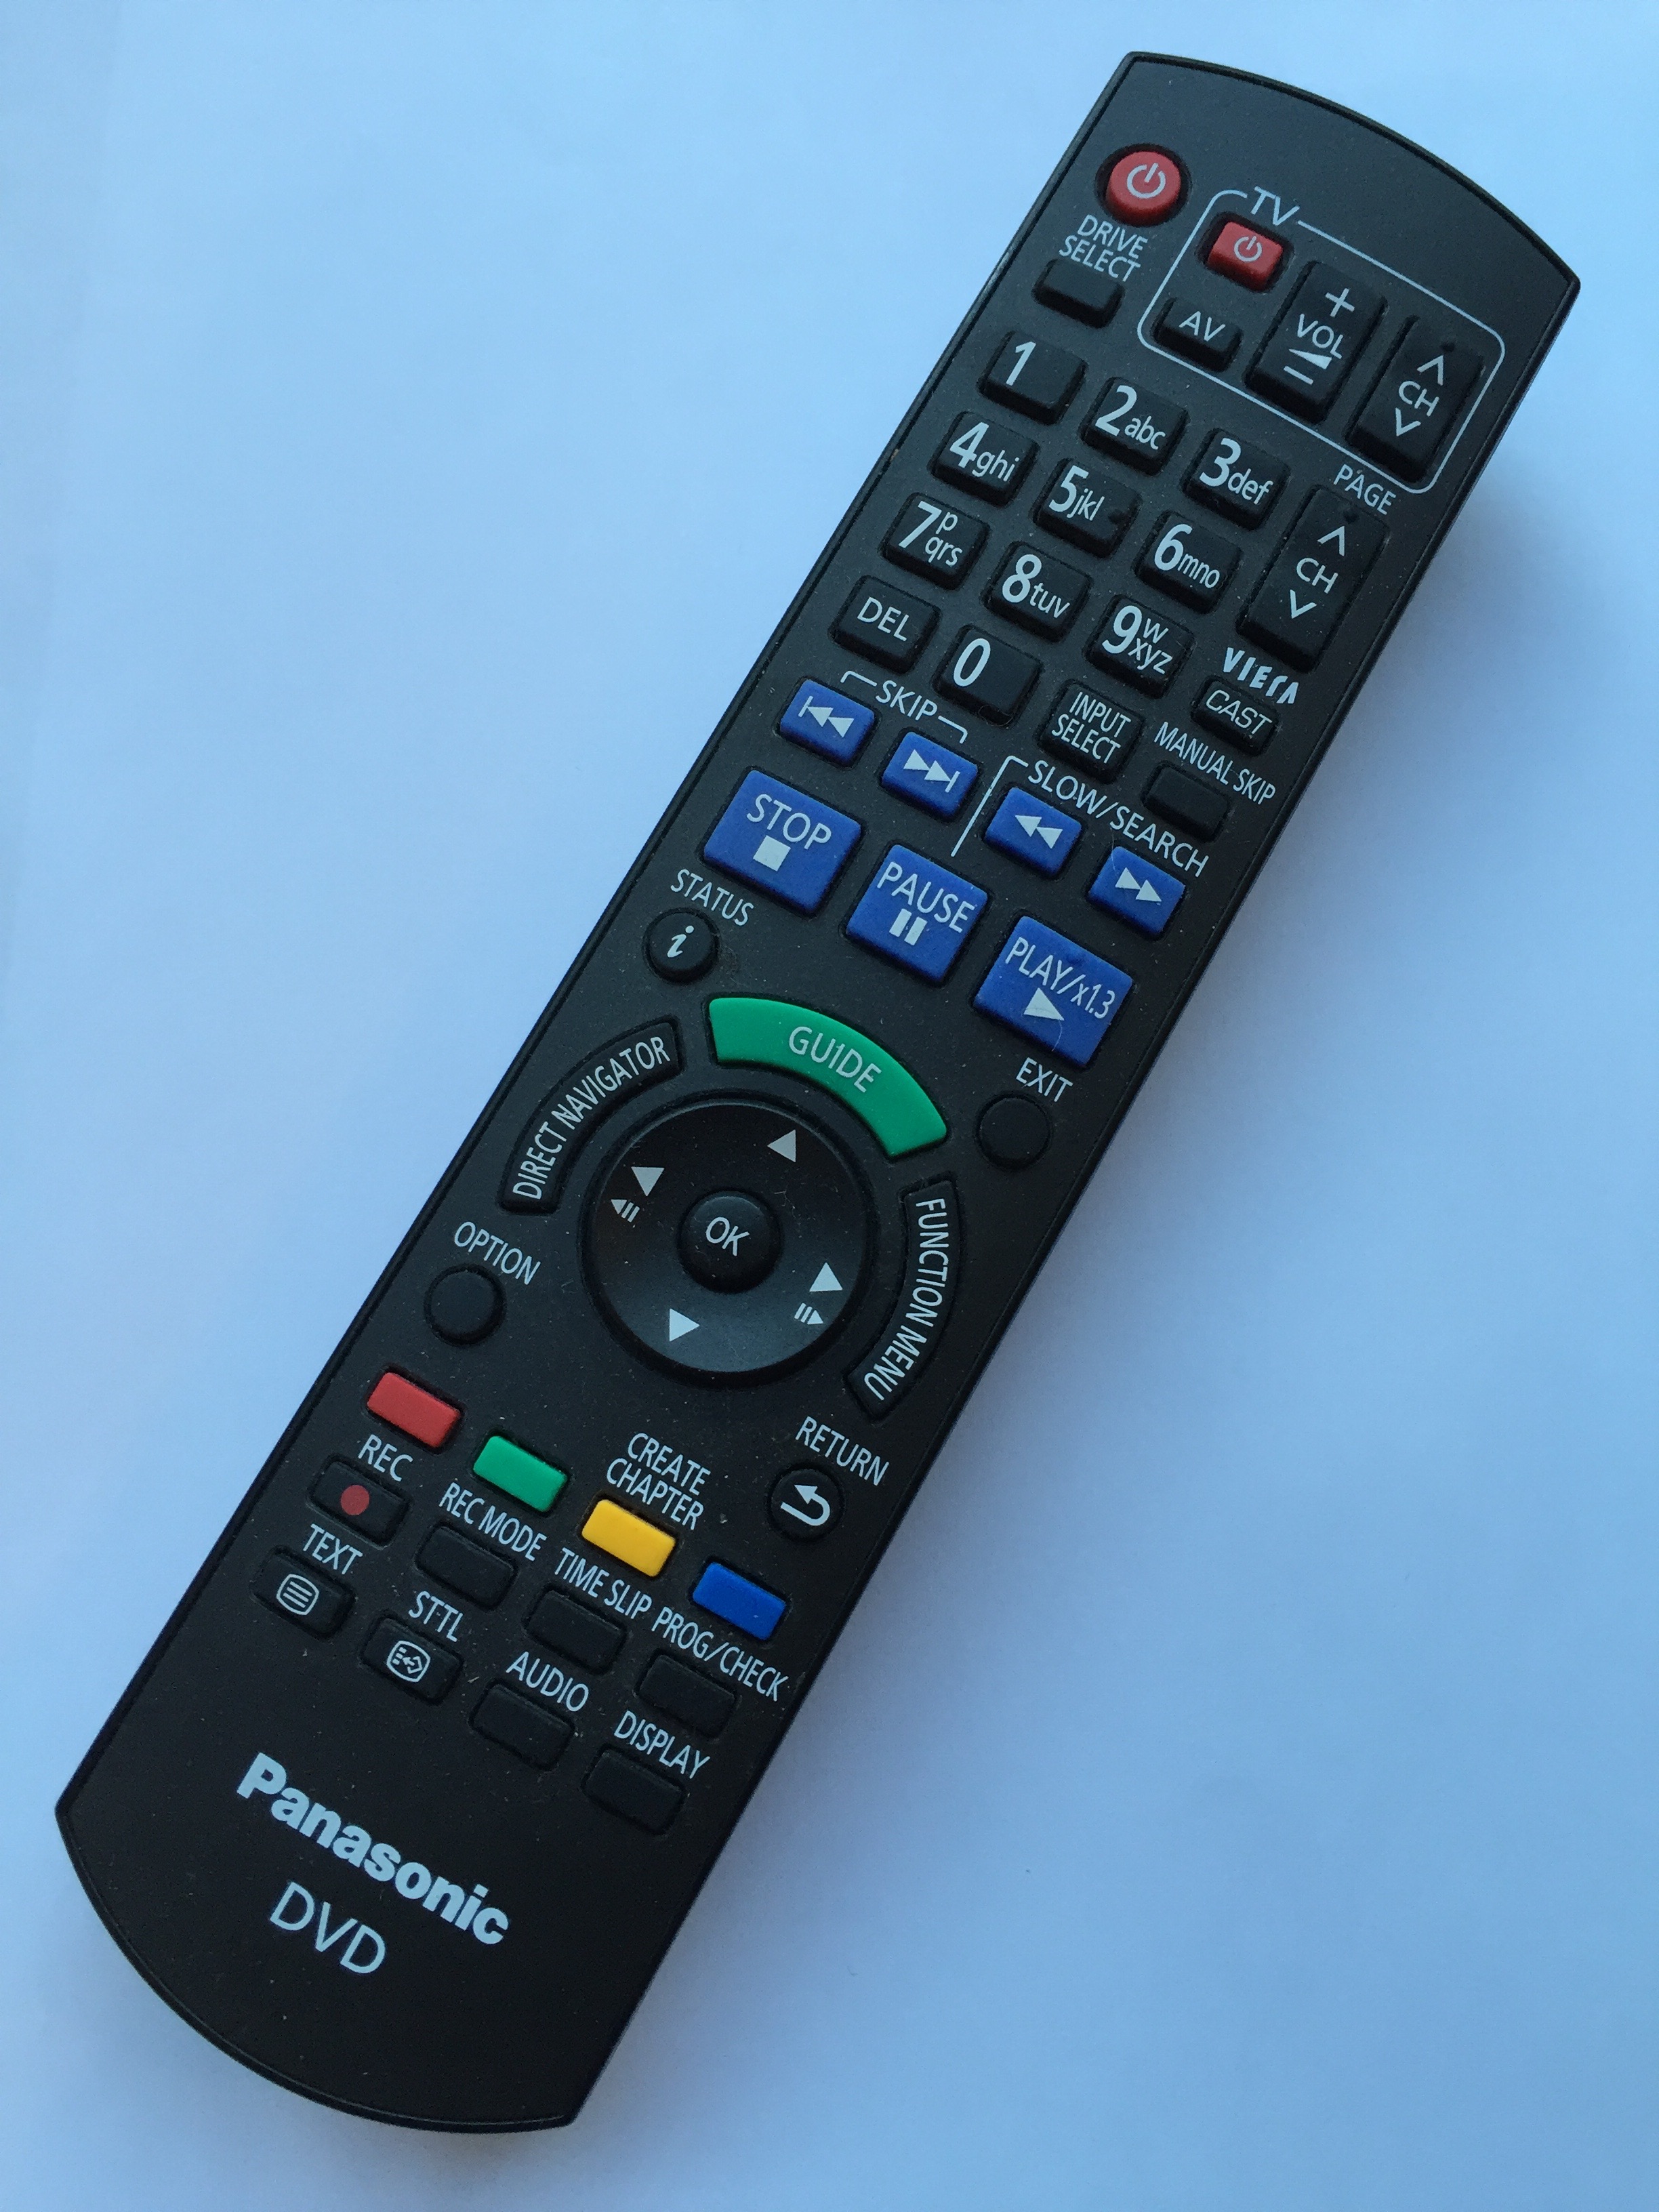 TV
DRIVE
SELECT
AV
+
VOL
−
CH
1
2abc
3def
PAGE
CH
4ghi
5jkl
6mno
7pqrs
8tuv
9wxyz
VIERA
CAST
DEL
0
INPUT
SELECT
MANUAL SKIP
SKIP
SLOW/SEARCH
STOP
PAUSE
PLAY/x1.3
STATUS
i
GUIDE
EXIT
DIRECT NAVIGATOR
OK
FUNCTION MENU
OPTION
RETURN
CREATE
CHAPTER
REC
REC MODE
TIME SLIP
PROG/CHECK
TEXT
STTL
AUDIO
DISPLAY
Panasonic
DVD